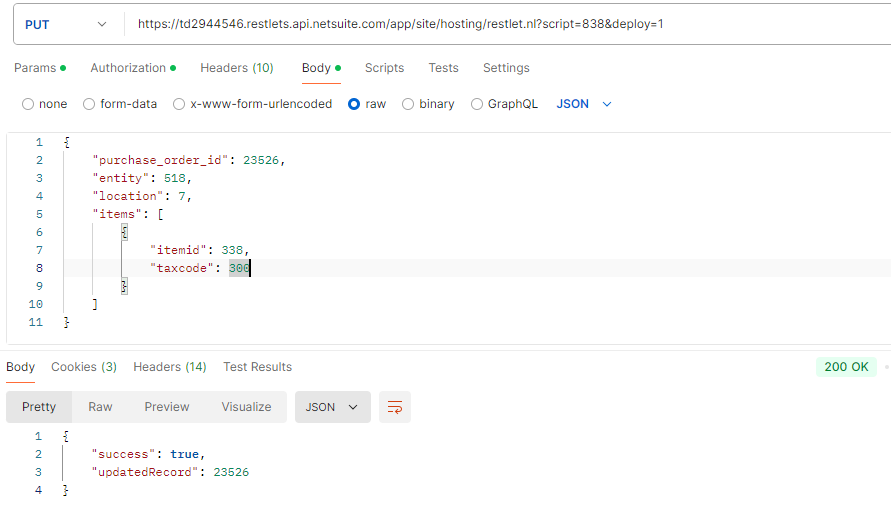 PUT https://td2944546.restlets.api.netsuite.com/app/site/hosting/restlet.nl?script=838&deploy=1
Params Authorization Headers (10) Body Scripts Tests Settings
none form-data x-www-form-urlencoded raw binary GraphQL JSON
1 {
2 "purchase_order_id": 23526,
3 "entity": 518,
4 "location": 7,
5 "items": [
6 {
7 "itemid": 338,
8 "taxcode": 300
9 }
10 ]
11 }
Body Cookies (3) Headers (14) Test Results 200 OK
Pretty Raw Preview Visualize JSON
1 {
2 "success": true,
3 "updatedRecord": 23526
4 }